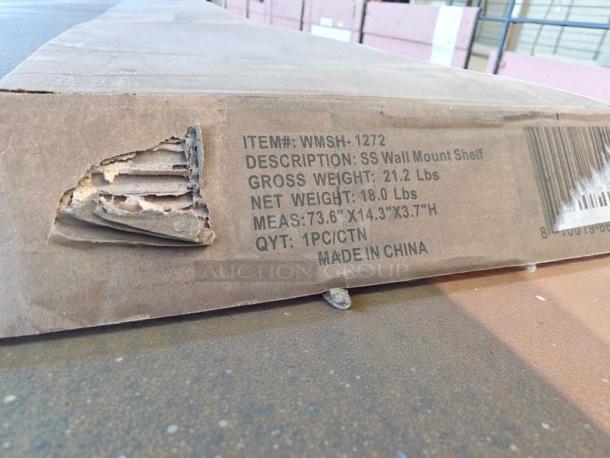 ITEM#: WMSH-1272
DESCRIPTION: SS Wall Mount Shelf
GROSS WEIGHT: 21.2 Lbs
NET WEIGHT: 18.0 Lbs
MEAS: 73.6" X14.3"X3.7"H
QYT: 1PC/CTN
MADE IN CHINA
AUCTION GROUP